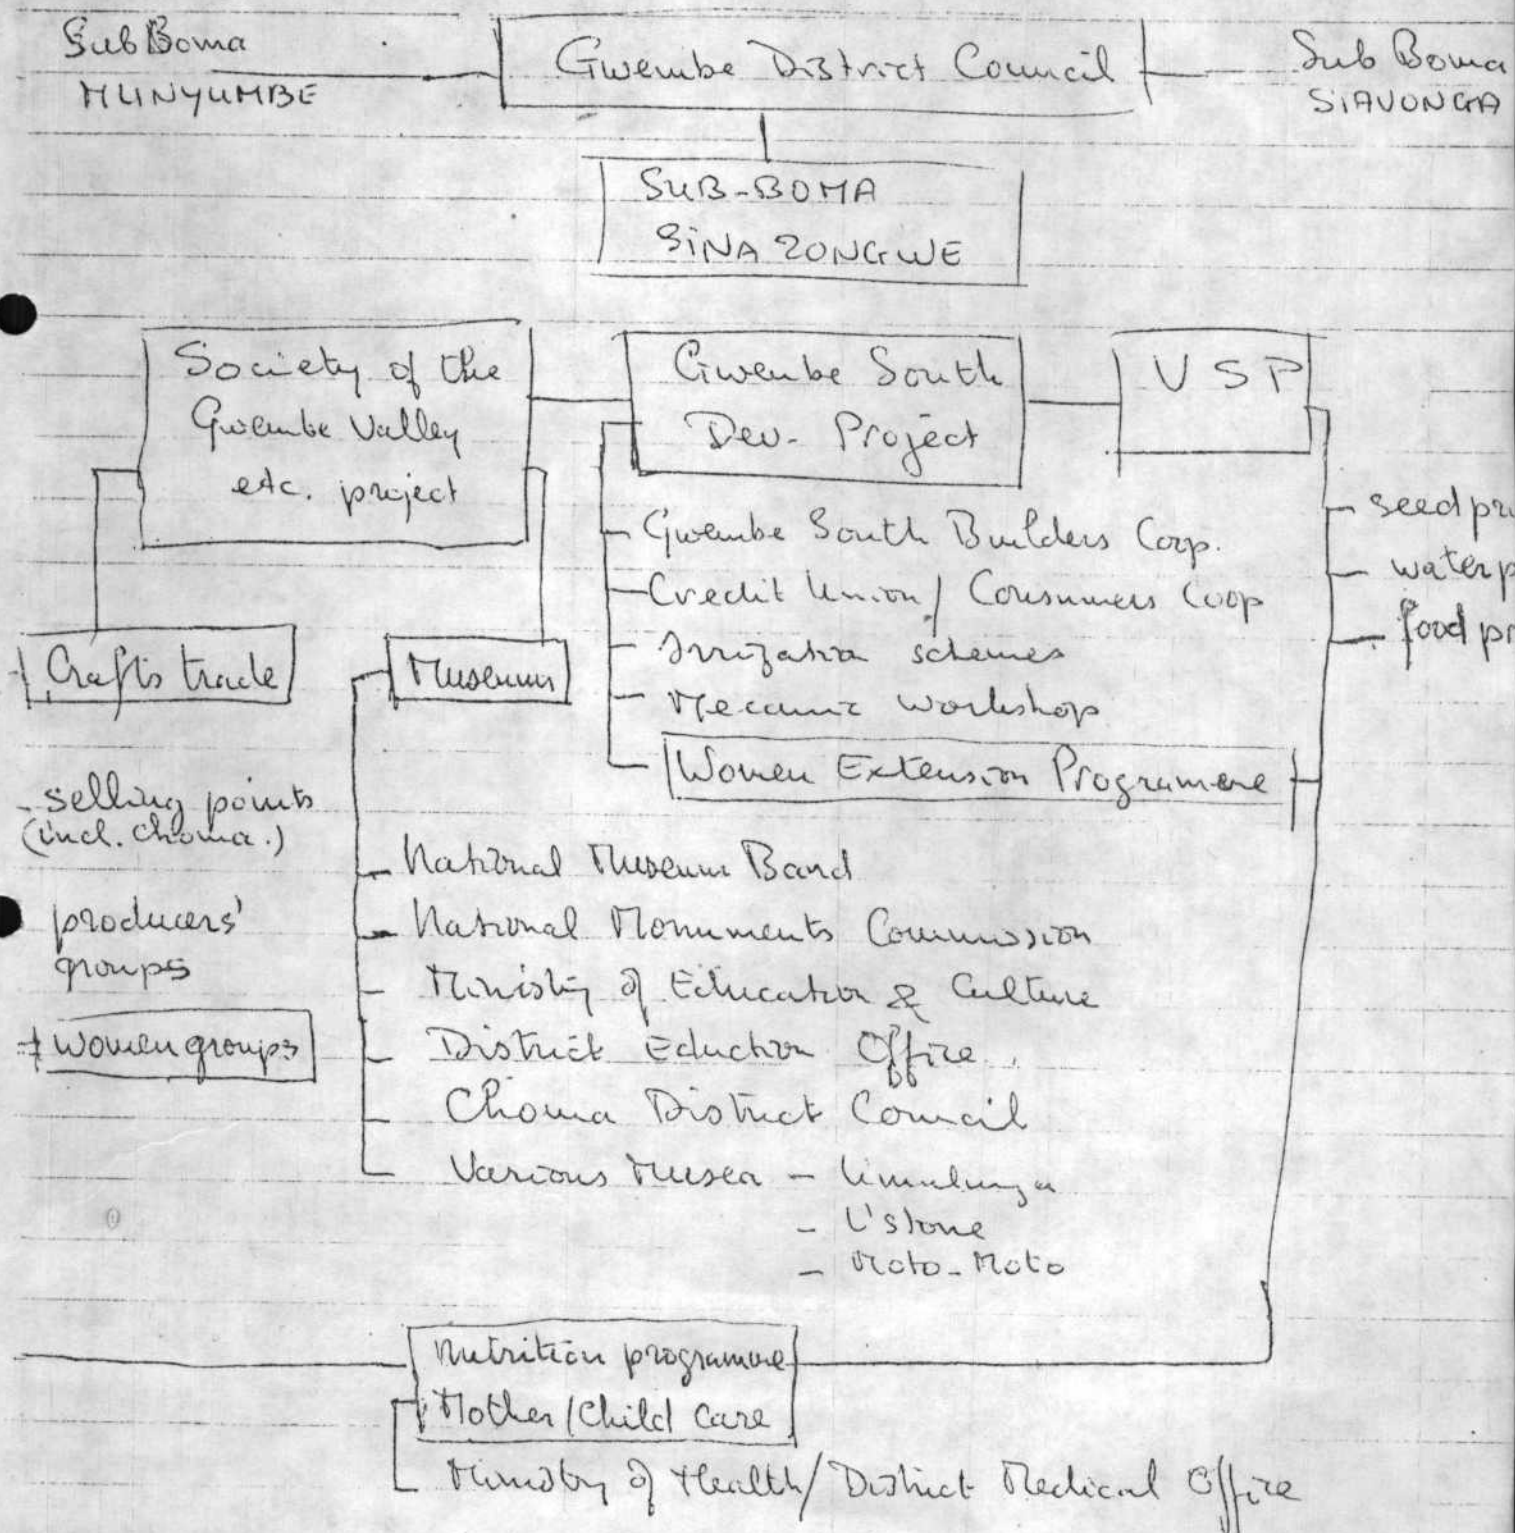 Sub Boma
MUNYUMBE
Gwembe District Council
Sub Boma
SIAVONGA
SUB-BOMA
SINAZONGWE
Society of the
Gwembe Valley
etc. project
Gwembe South
Dev. Project
VSP
- Gwembe South Builders Corp.
- Credit Union / Consumers Coop
- Irrigation schemes
- Mecanic workshop
Women Extension Programme
- seed pr
- water p
- food pr
Crafts trade
Museum
- selling points
(incl. Choma.)
producers'
groups
women groups
- National Museum Board
- National Monuments Commission
- Ministry of Education & Culture
- District Eduction Office
- Choma District Council
- Various Musea - Limulunga
- L'stone
- Moto-Moto
Nutrition programme
Mother/Child Care
Ministry of Health/District Medical Office